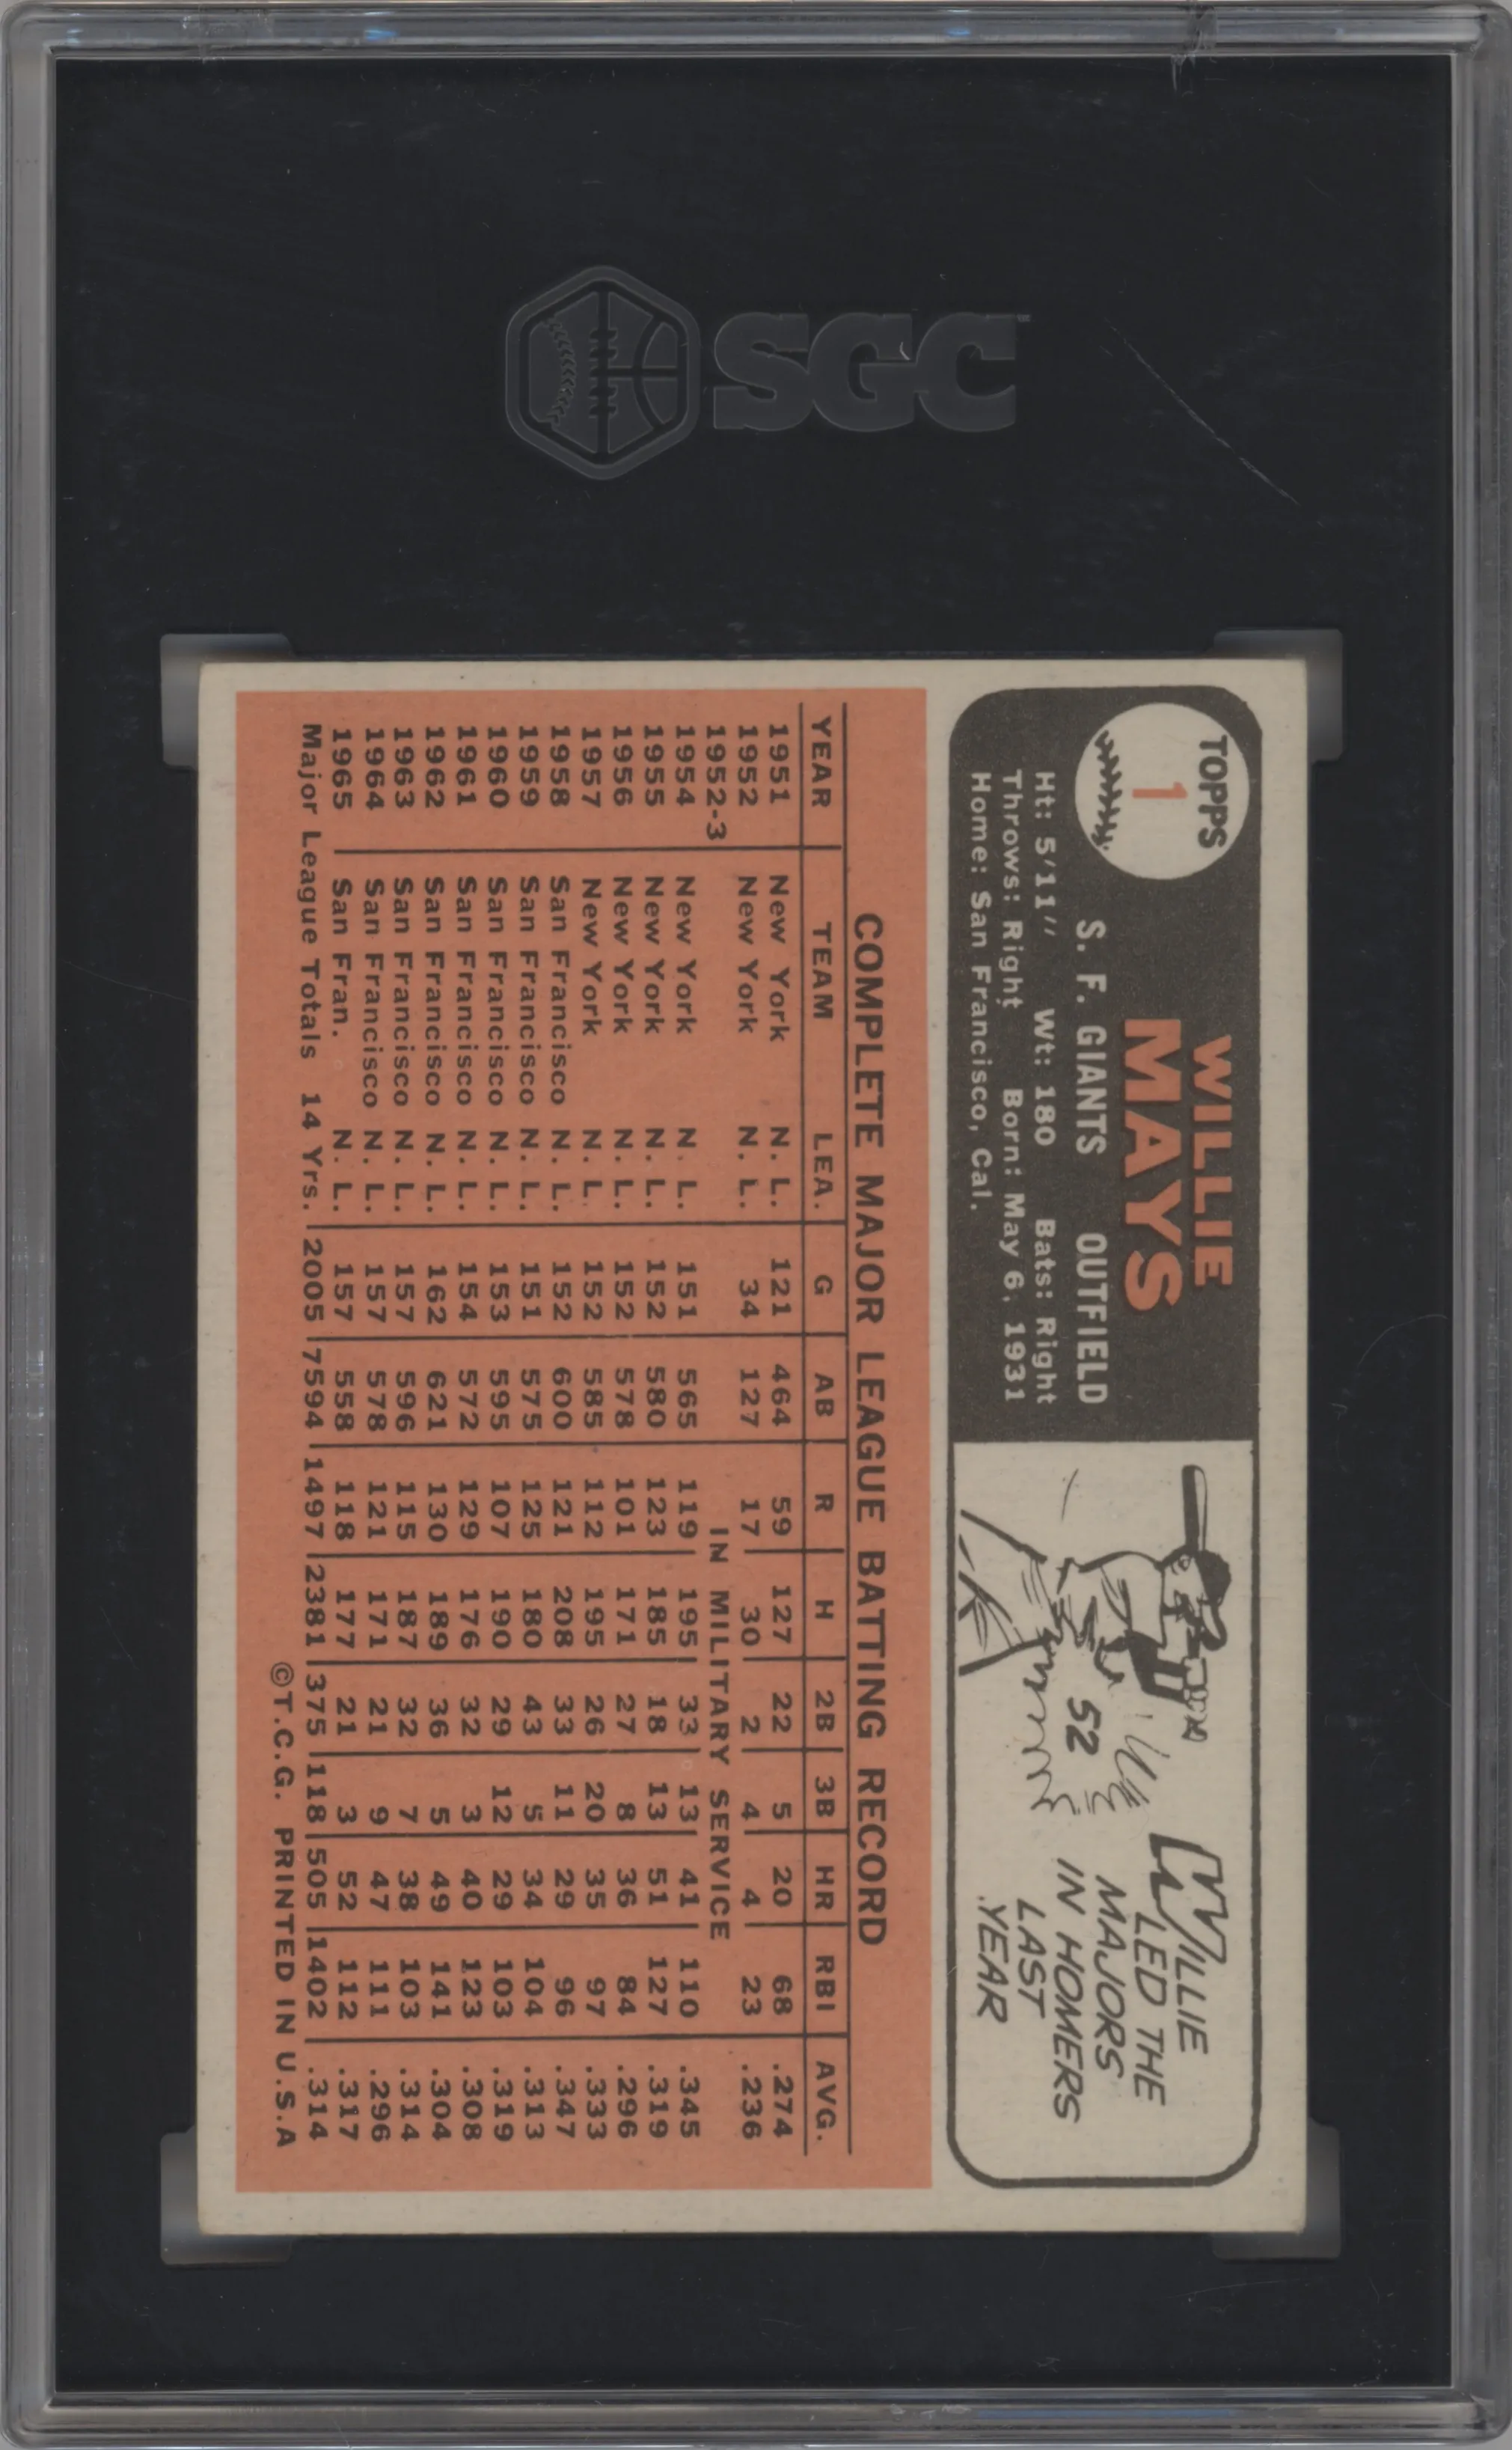 SGC
TOPPS
1
WILLIE
MAYS
S. F. GIANTS OUTFIELD
Ht: 5'11" Wt: 180 Bats: Right
Throws: Right Born: May 6, 1931
Home: San Francisco, Cal.
52
WILLIE
LED THE
MAJORS
IN HOMERS
LAST
YEAR
COMPLETE MAJOR LEAGUE BATTING RECORD
YEAR TEAM LEA. G AB R H 2B 3B HR RBI AVG.
1951 New York N. L. 121 464 59 127 22 5 20 68 .274
1952 New York N. L. 34 127 17 30 2 4 4 23 .236
1952-3 IN MILITARY SERVICE
1954 New York N. L. 151 565 119 195 33 13 41 110 .345
1955 New York N. L. 152 580 123 185 18 13 51 127 .319
1956 New York N. L. 152 578 101 171 27 8 36 84 .296
1957 New York N. L. 152 585 112 195 26 20 35 97 .333
1958 San Francisco N. L. 152 600 121 208 33 11 29 96 .347
1959 San Francisco N. L. 151 575 125 180 43 5 34 104 .313
1960 San Francisco N. L. 153 595 107 190 29 12 29 103 .319
1961 San Francisco N. L. 154 572 129 176 32 3 40 123 .308
1962 San Francisco N. L. 162 621 130 189 36 5 49 141 .304
1963 San Francisco N. L. 157 596 115 187 32 7 38 103 .314
1964 San Francisco N. L. 157 578 121 171 21 9 47 111 .296
1965 San Fran. N. L. 157 558 118 177 21 3 52 112 .317
Major League Totals 14 Yrs. 2005 7594 1497 2381 375 118 505 1402 .314
©T.C.G. PRINTED IN U.S.A